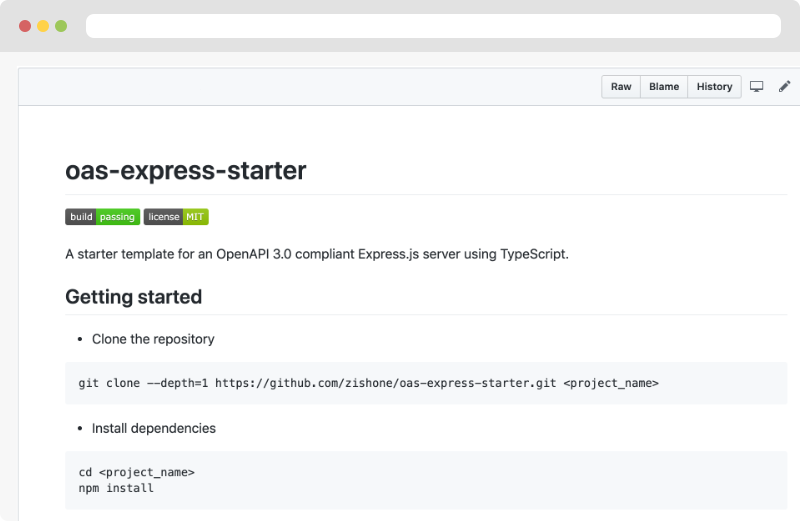 Raw Blame History
oas-express-starter
build passing license MIT
A starter template for an OpenAPI 3.0 compliant Express.js server using TypeScript.
Getting started
• Clone the repository
git clone --depth=1 https://github.com/zishone/oas-express-starter.git <project_name>
• Install dependencies
cd <project_name>
npm install